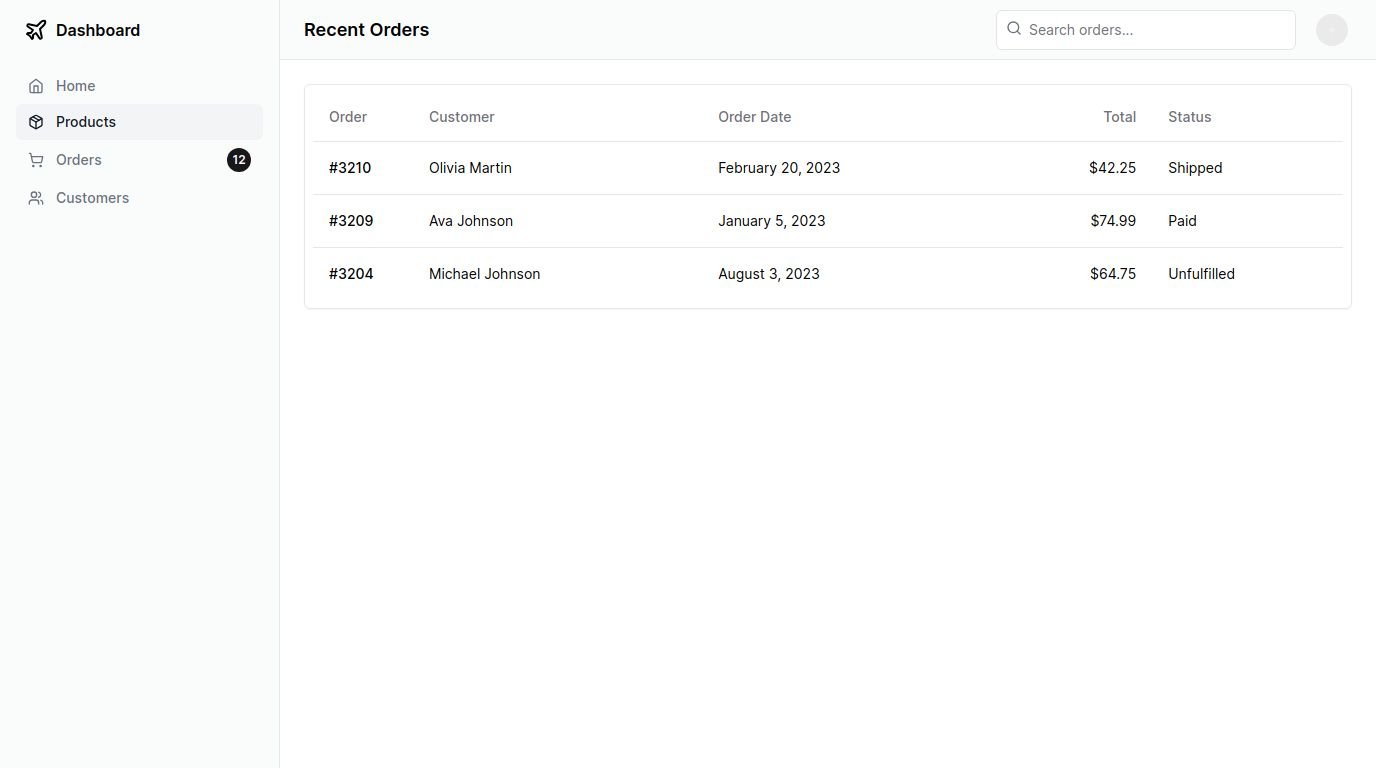 Dashboard
Home
Products
Orders 12
Customers
Recent Orders
Search orders...
Order Customer Order Date Total Status
#3210 Olivia Martin February 20, 2023 $42.25 Shipped
#3209 Ava Johnson January 5, 2023 $74.99 Paid
#3204 Michael Johnson August 3, 2023 $64.75 Unfulfilled